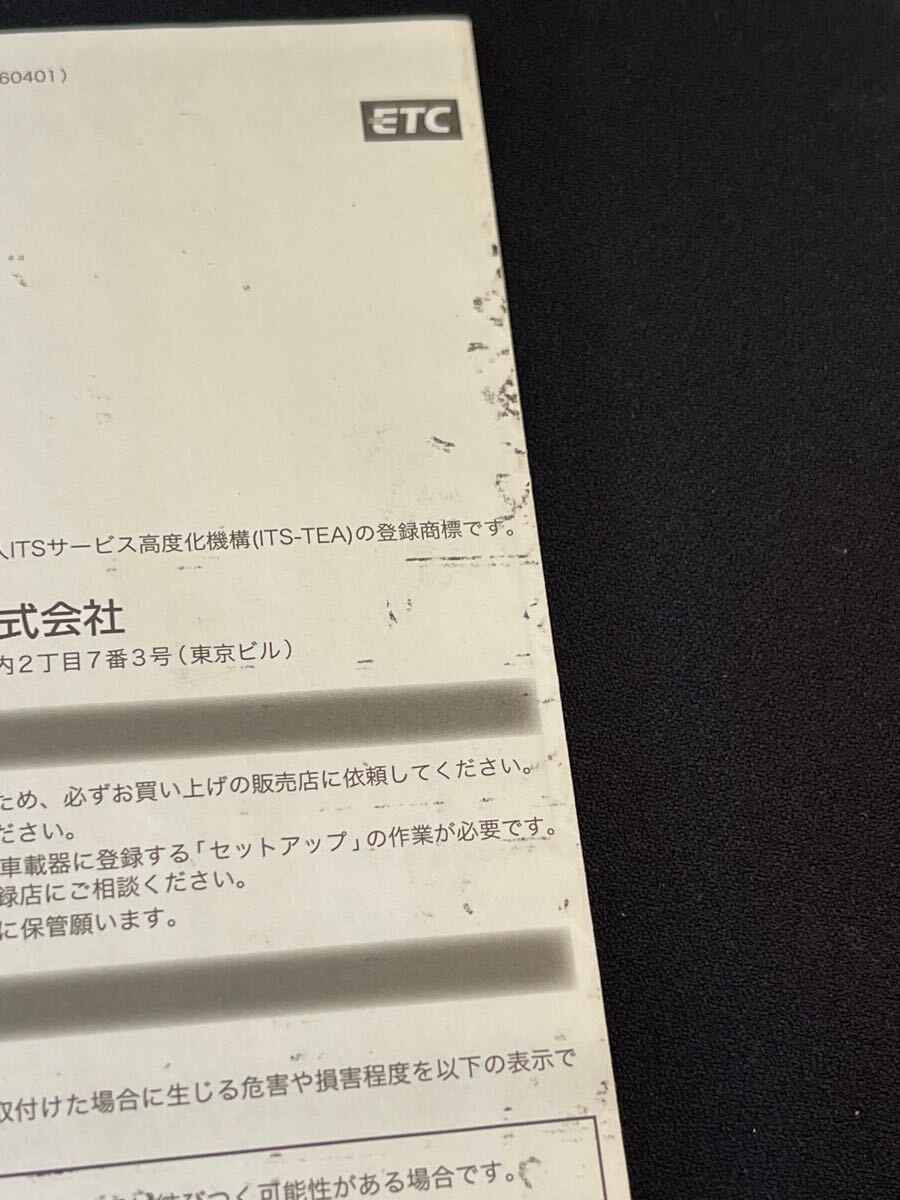 60401)
ETC
人ITSサービス高度化機構(ITS-TEA)の登録商標です。
式会社
内2丁目7番3号(東京ビル)
ため、必ずお買い上げの販売店に依頼してください。
ださい。
車載器に登録する「セットアップ」の作業が必要です。
録店にご相談ください。
に保管願います。
取付けた場合に生じる危害や損害程度を以下の表示で
結びつく可能性がある場合です。